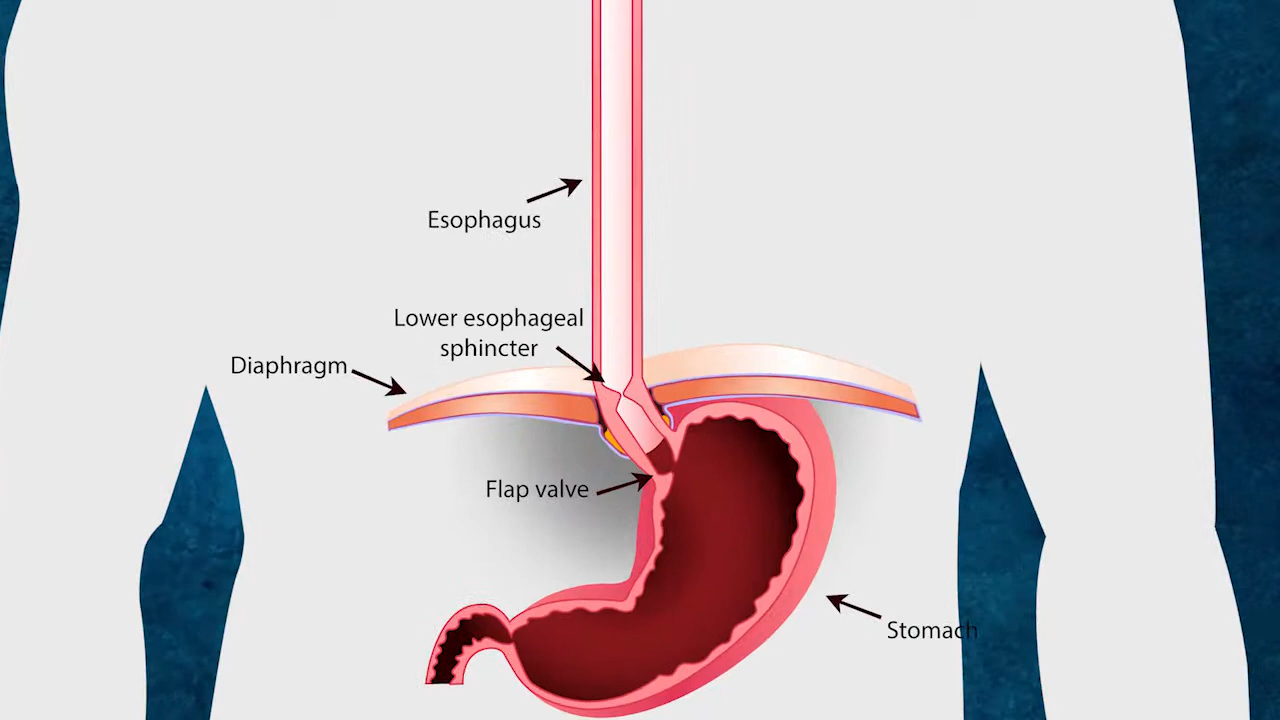 Esophagus
Lower esophageal
sphincter
Diaphragm
Flap valve
Stomach